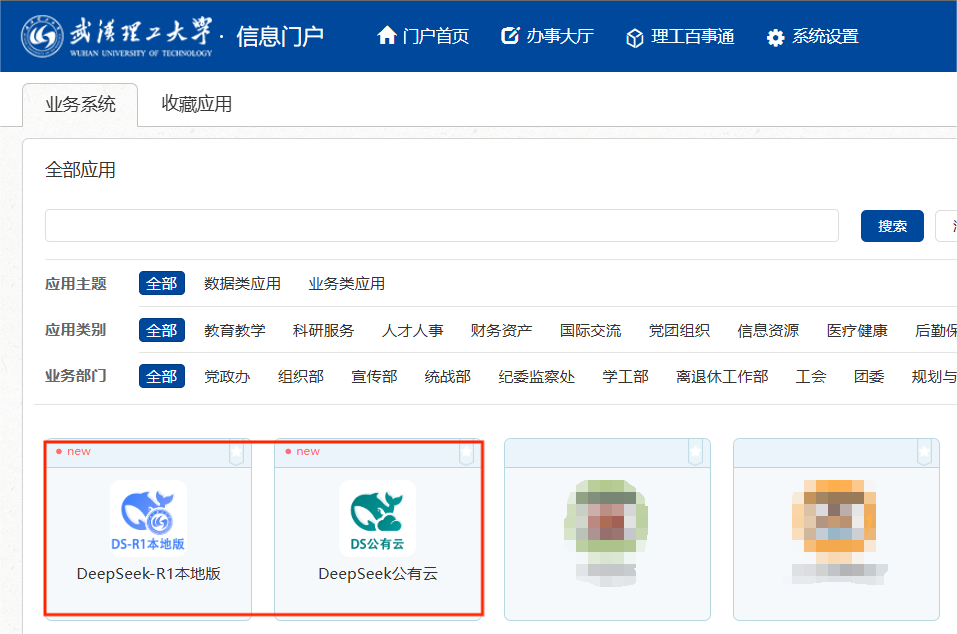 武汉理工大学 · 信息门户 门户首页 办事大厅 理工百事通 系统设置
WUHAN UNIVERSITY OF TECHNOLOGY
业务系统 收藏应用
全部应用
搜索
应用主题 全部 数据类应用 业务类应用
应用类别 全部 教育教学 科研服务 人才人事 财务资产 国际交流 党团组织 信息资源 医疗健康 后勤保
业务部门 全部 党政办 组织部 宣传部 统战部 纪委监察处 学工部 离退休工作部 工会 团委 规划与
new new
DS-R1本地版 DS公有云
DeepSeek-R1本地版 DeepSeek公有云